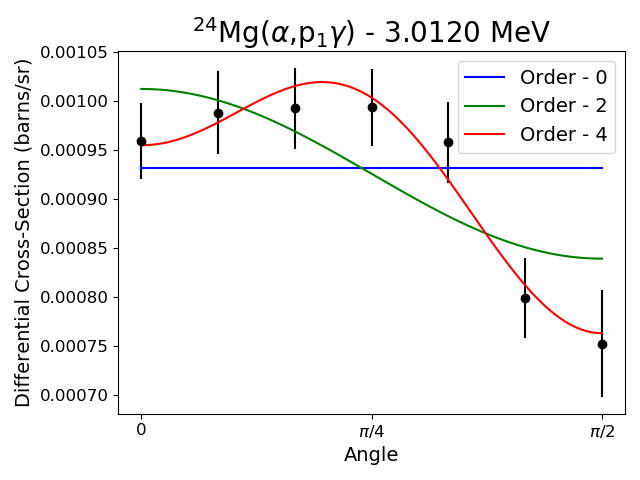 ²⁴Mg(α,p₁γ) - 3.0120 MeV
Differential Cross-Section (barns/sr)
0.00105
0.00100
0.00095
0.00090
0.00085
0.00080
0.00075
0.00070
Order - 0
Order - 2
Order - 4
0
π/4
π/2
Angle